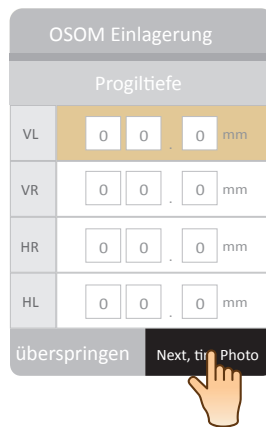 OSOM Einlagerung
Progiltiefe
VL 0 0 . 0 mm
VR 0 0 . 0 mm
HR 0 0 . 0 mm
HL 0 0 . 0 mm
überspringen Next, Photo